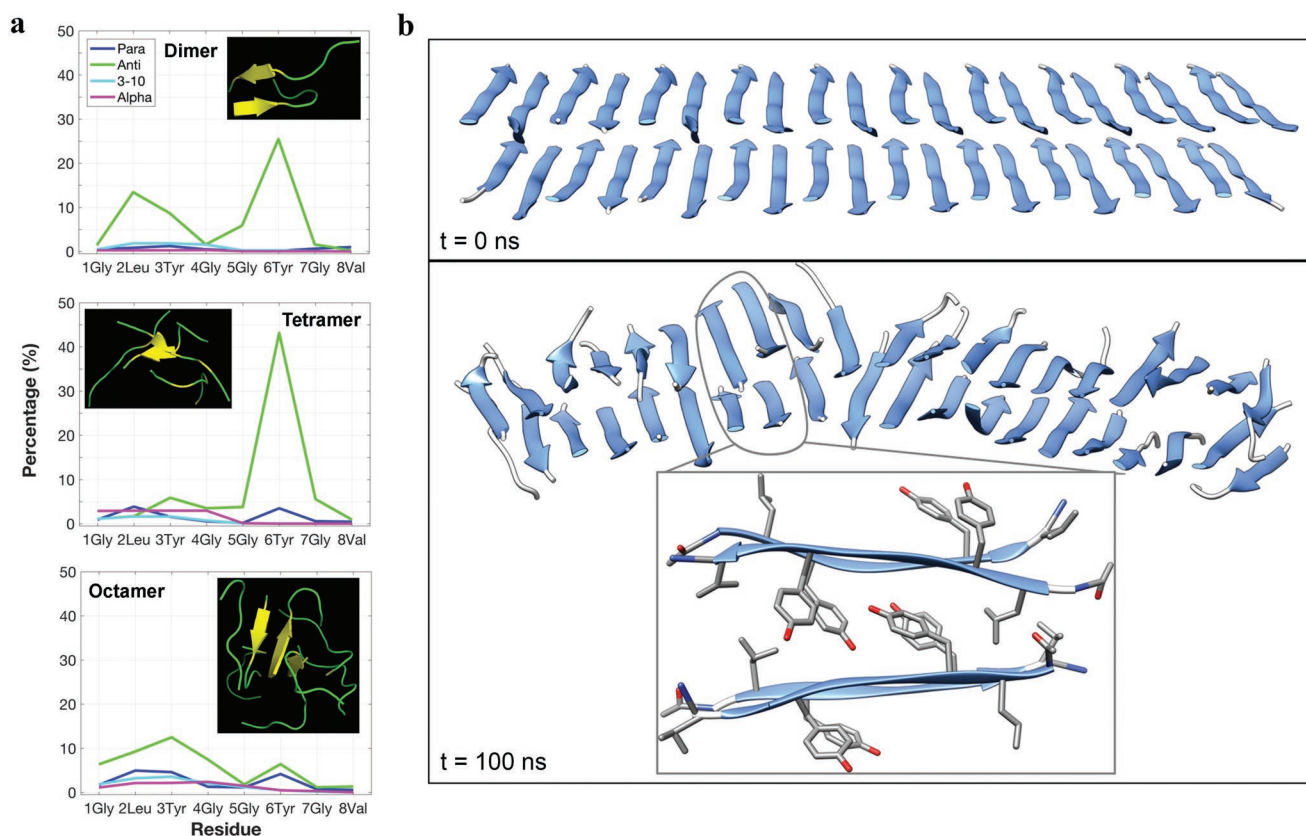 a
b
50
40
30
20
10
0
Para
Anti
3-10
Alpha
Dimer
1Gly 2Leu 3Tyr 4Gly 5Gly 6Tyr 7Gly 8Val
50
40
30
20
10
0
Tetramer
Percentage (%)
1Gly 2Leu 3Tyr 4Gly 5Gly 6Tyr 7Gly 8Val
50
40
30
20
10
0
Octamer
1Gly 2Leu 3Tyr 4Gly 5Gly 6Tyr 7Gly 8Val
Residue
t = 0 ns
t = 100 ns